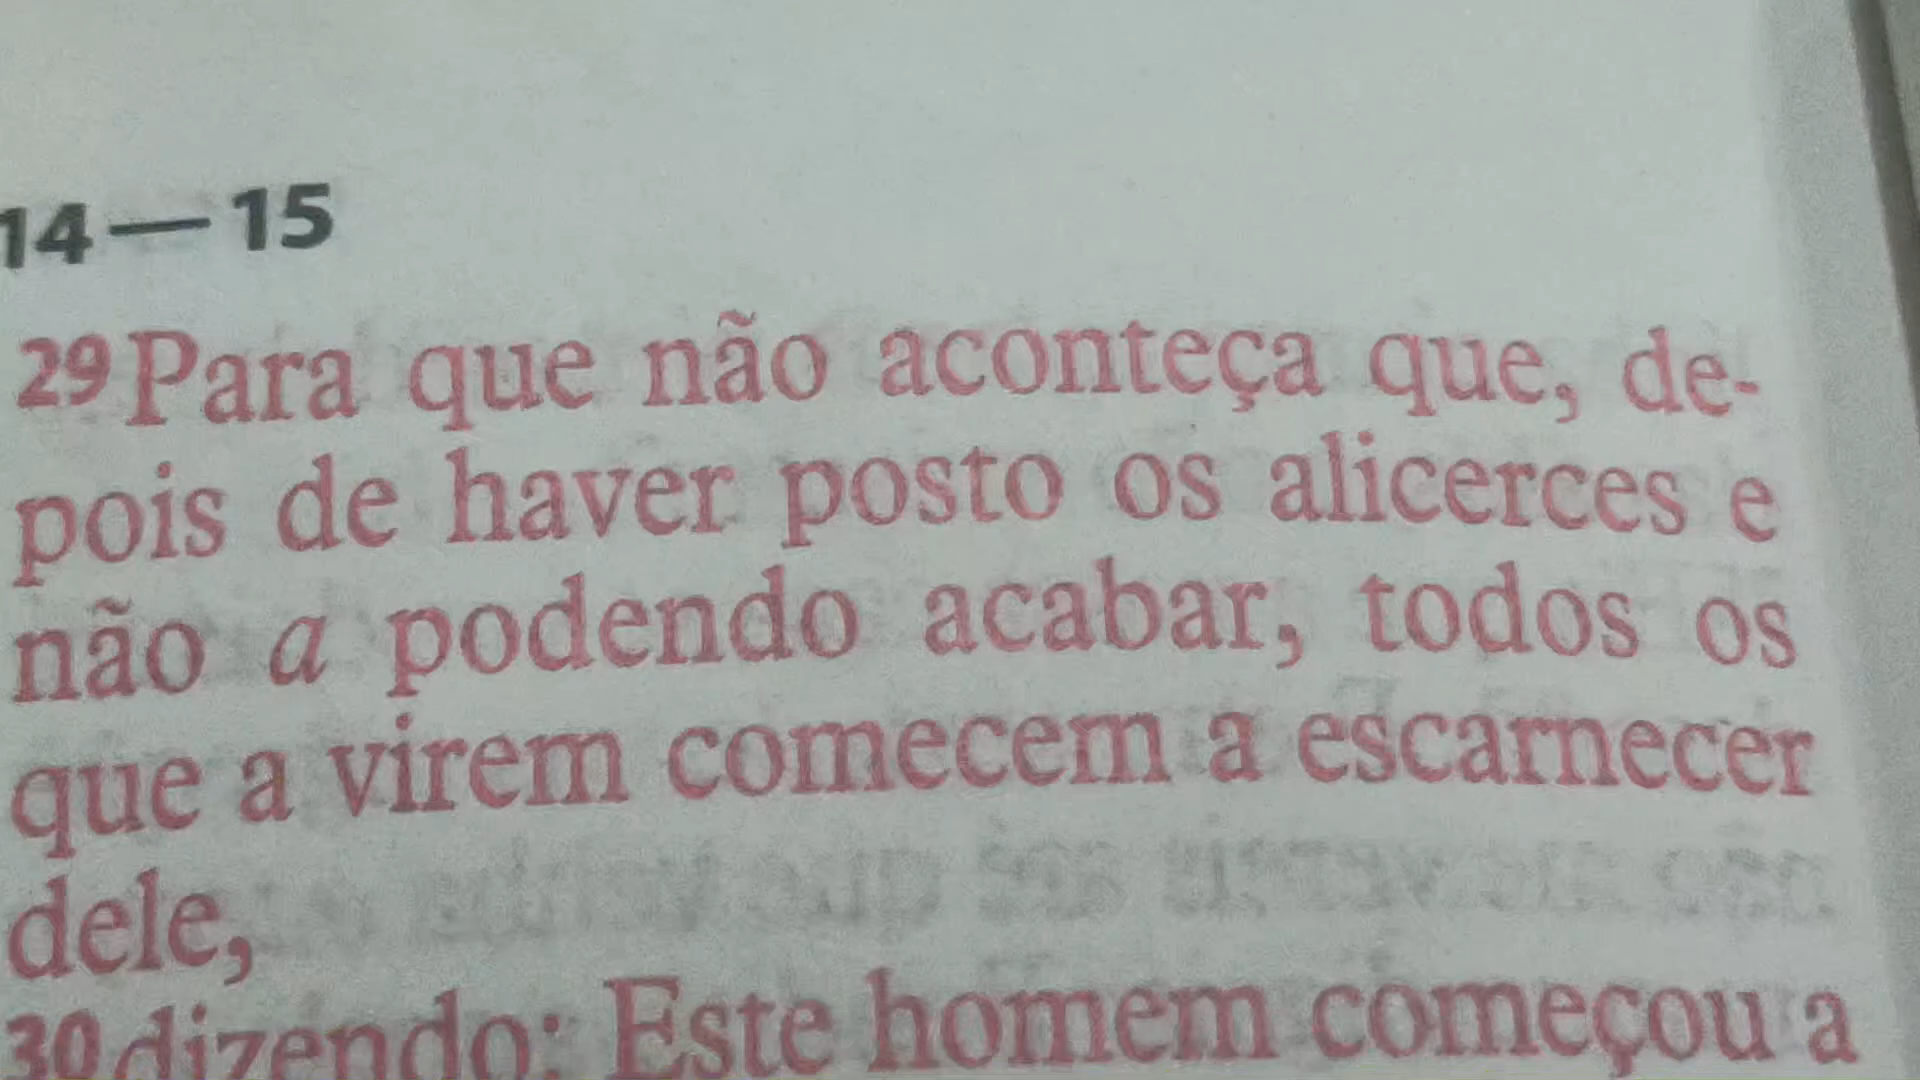 14—15
29 Para que não aconteça que, de-
pois de haver posto os alicerces e
não a podendo acabar, todos os
que a virem comecem a escarnecer
dele,
30 dizendo: Este homem começou a